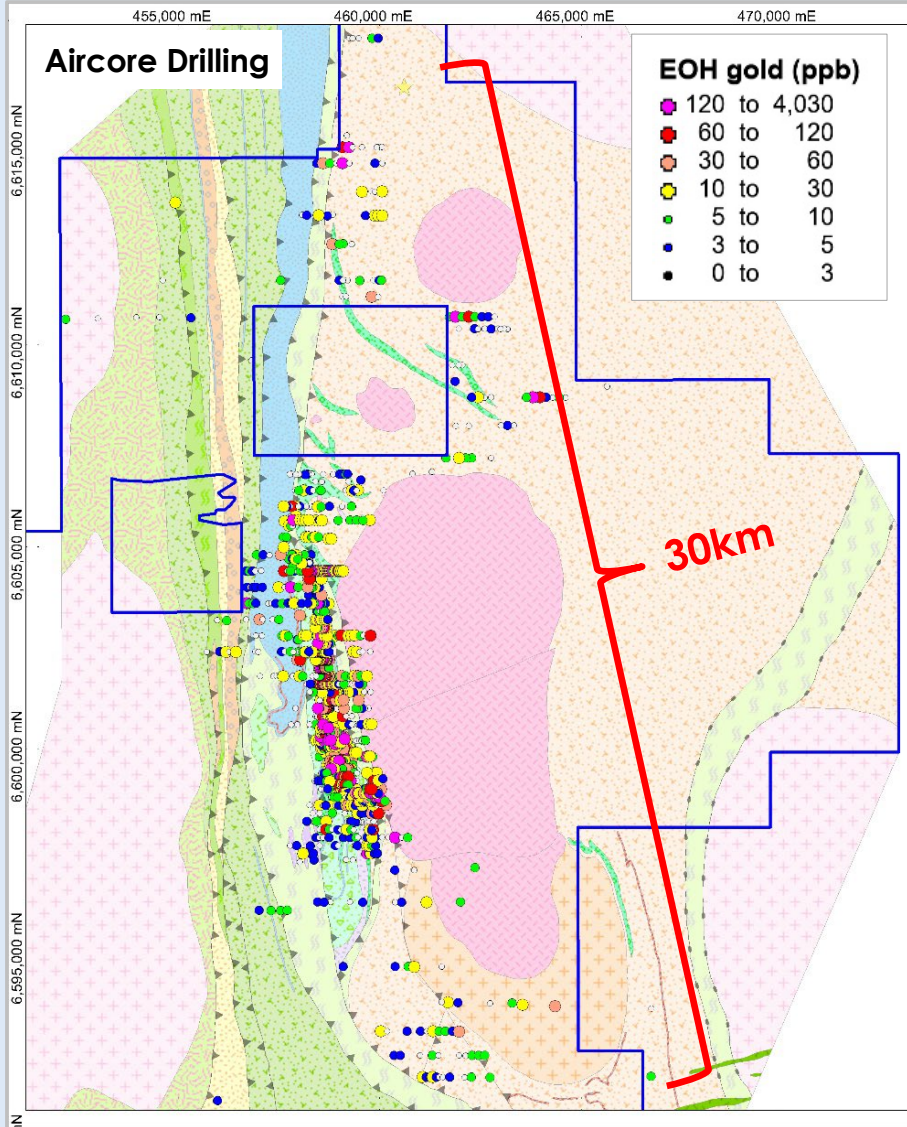 455,000 mE
460,000 mE
465,000 mE
470,000 mE
Aircore Drilling
EOH gold (ppb)
120 to 4,030
60 to 120
30 to 60
10 to 30
5 to 10
3 to 5
0 to 3
6,615,000 mN
6,610,000 mN
6,605,000 mN
6,600,000 mN
6,595,000 mN
30km